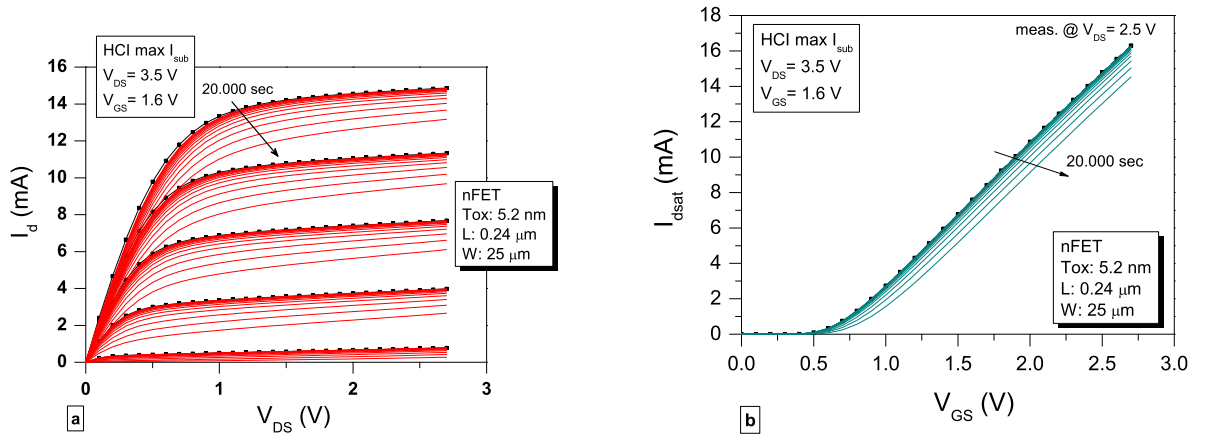 HCI max I_sub
V_DS= 3.5 V
V_GS= 1.6 V
20.000 sec
16
14
12
10
8
6
4
2
0
I_d (mA)
nFET
Tox: 5.2 nm
L: 0.24 μm
W: 25 μm
0
1
2
3
V_DS (V)
a
HCI max I_sub
V_DS= 3.5 V
V_GS= 1.6 V
meas. @ V_DS= 2.5 V
18
16
14
12
10
8
6
4
2
0
I_dsat (mA)
20.000 sec
nFET
Tox: 5.2 nm
L: 0.24 μm
W: 25 μm
0.0
0.5
1.0
1.5
2.0
2.5
3.0
V_GS (V)
b